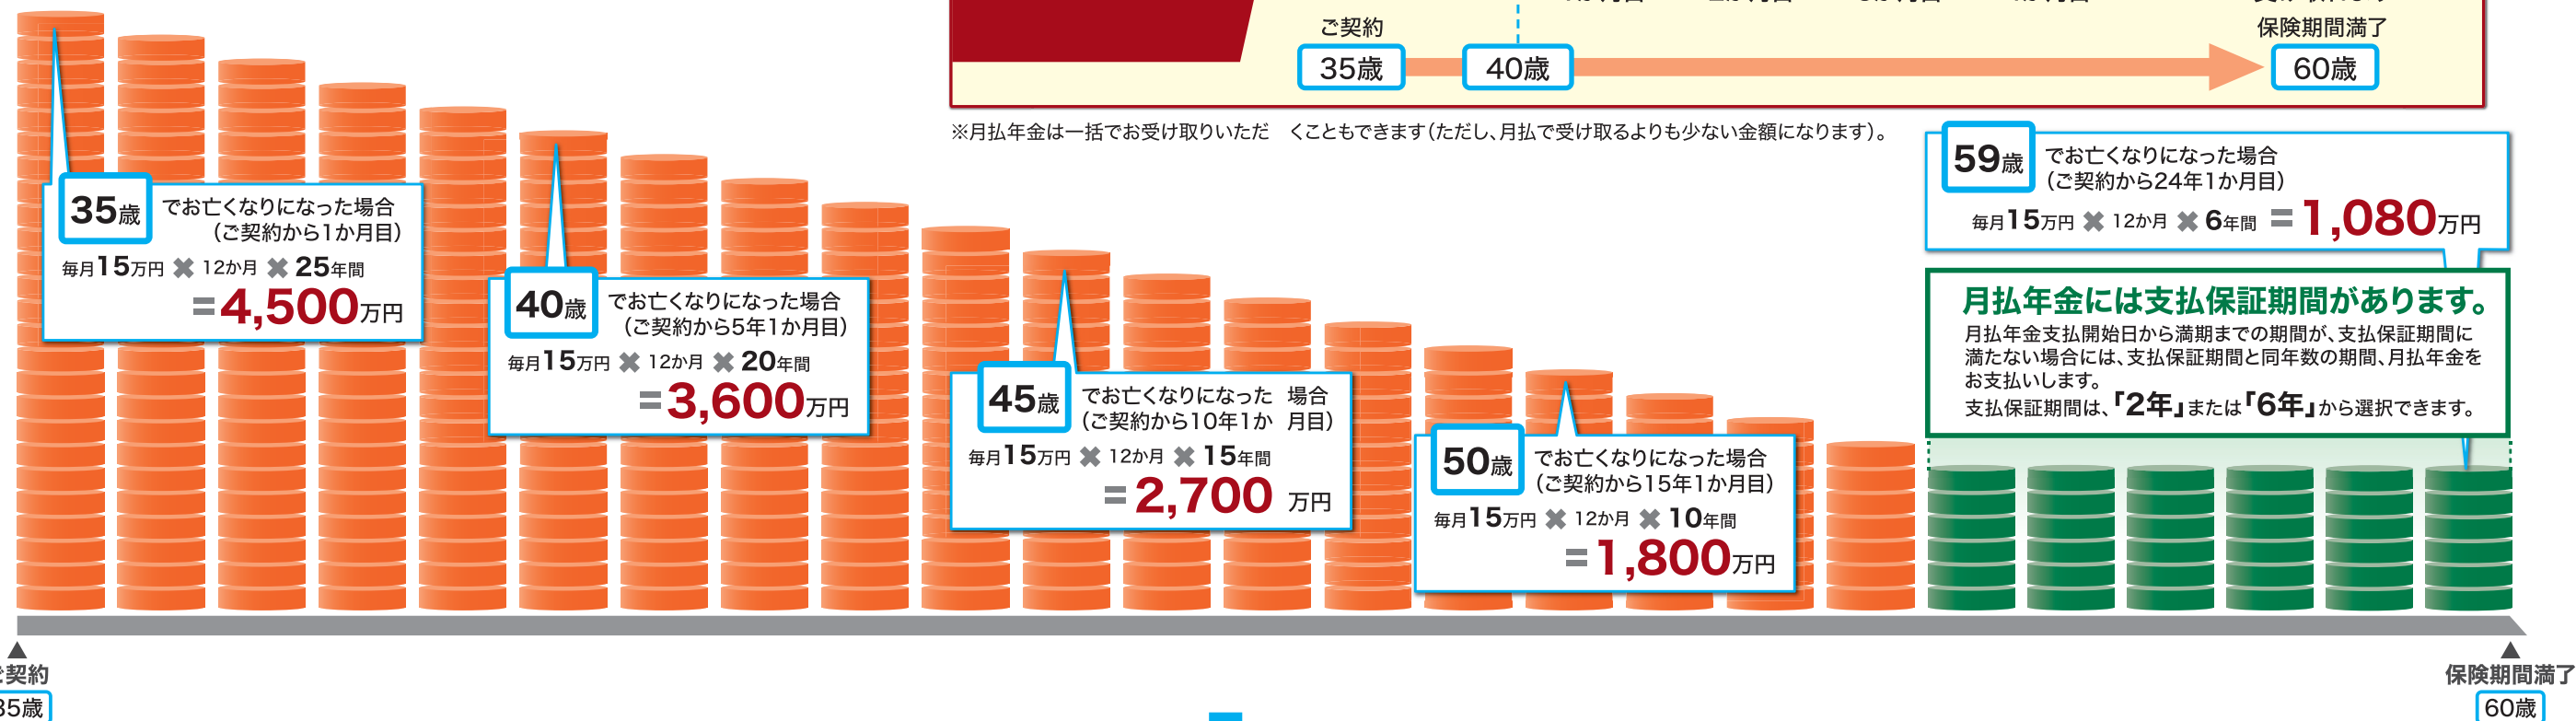 ご契約
保険期間満了
35歳
40歳
60歳
※月払年金は一括でお受け取りいただ くこともできます(ただし、月払で受け取るよりも少ない金額になります)。
35歳 でお亡くなりになった場合
(ご契約から1か月目)
毎月15万円 ✖ 12か月 ✖ 25年間
=4,500万円
40歳 でお亡くなりになった場合
(ご契約から5年1か月目)
毎月15万円 ✖ 12か月 ✖ 20年間
=3,600万円
45歳 でお亡くなりになった 場合
(ご契約から10年1か 月目)
毎月15万円 ✖ 12か月 ✖ 15年間
=2,700 万円
50歳 でお亡くなりになった場合
(ご契約から15年1か月目)
毎月15万円 ✖ 12か月 ✖ 10年間
=1,800万円
59歳 でお亡くなりになった場合
(ご契約から24年1か月目)
毎月15万円 ✖ 12か月 ✖ 6年間 =1,080万円
月払年金には支払保証期間があります。
月払年金支払開始日から満期までの期間が、支払保証期間に
満たない場合には、支払保証期間と同年数の期間、月払年金を
お支払いします。
支払保証期間は、「2年」または「6年」から選択できます。
ご契約
35歳
保険期間満了
60歳